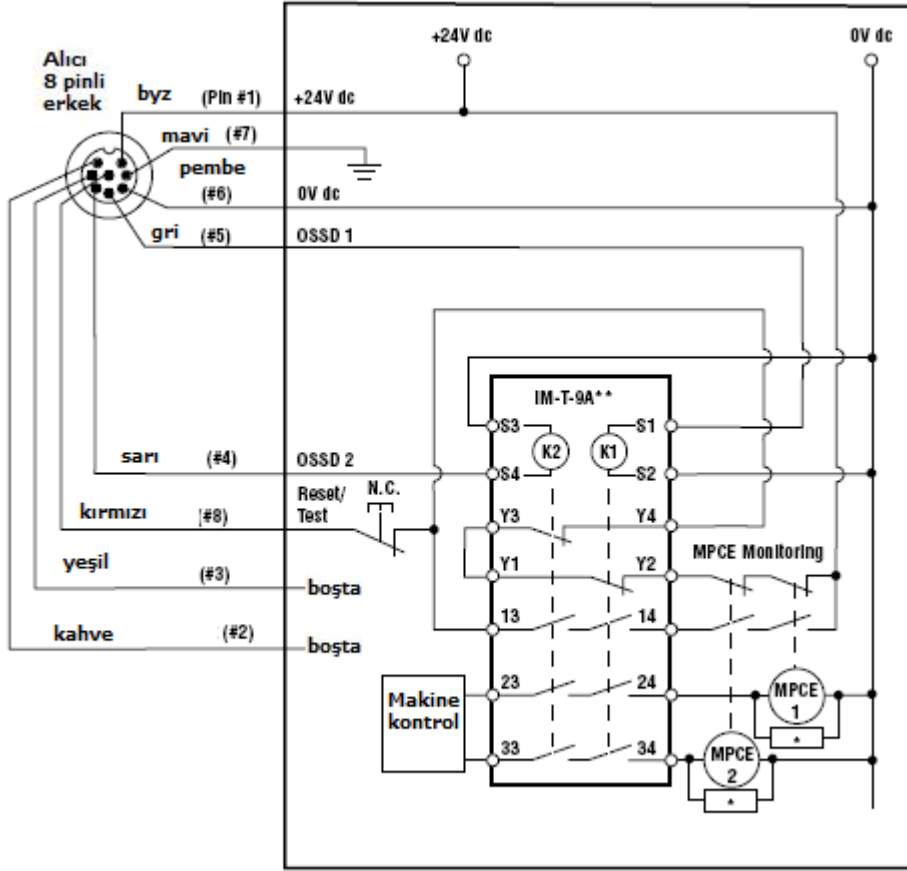 +24V dc
0V dc
Alıcı
8 pinli
erkek
byz (Pin #1) +24V dc
mavi (#7)
pembe
(#6) 0V dc
gri (#5) OSSD 1
IM-T-9A**
S3 K2 K1 S1
sarı (#4) OSSD 2 S4 S2
Reset/
Test
N.C.
kırmızı (#8)
Y3 Y4
MPCE Monitoring
yeşil (#3) boşta
Y1 Y2
kahve (#2) boşta
13 14
Makine
kontrol
23 24
MPCE
1
*
33 34
MPCE
2
*